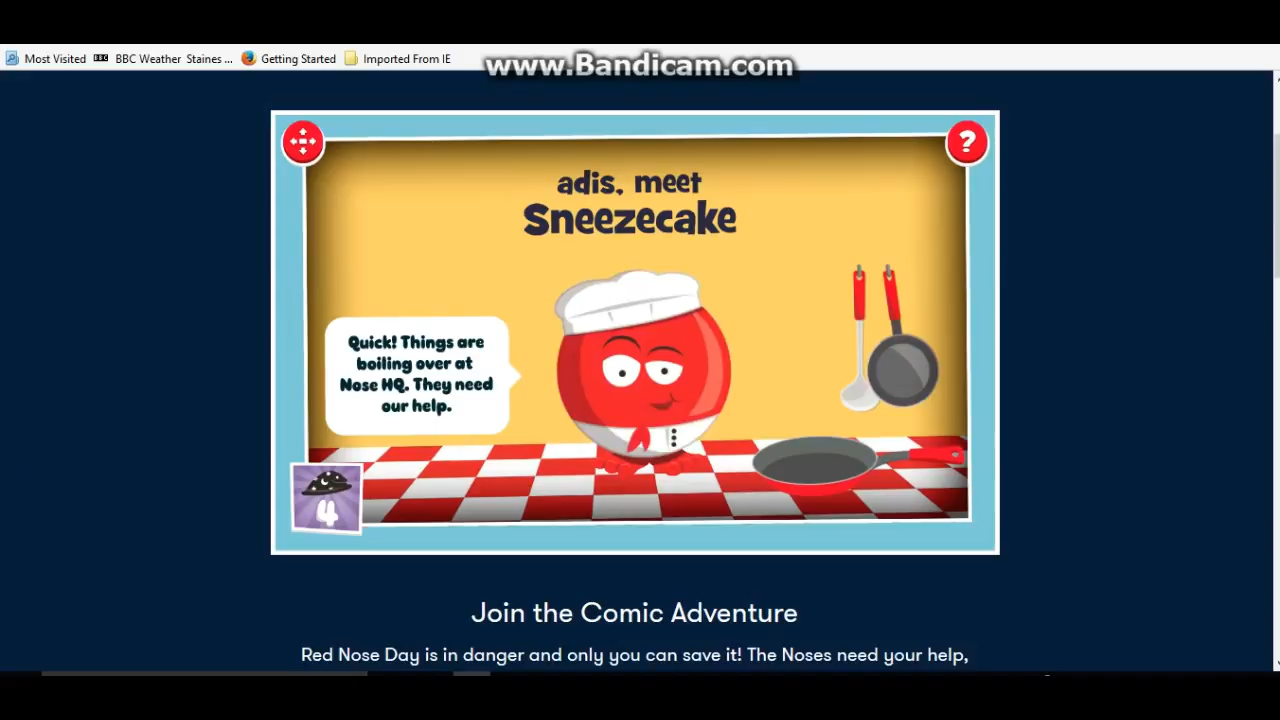 www.Bandicam.com
Most Visited BBC BBC Weather Staines ... Getting Started Imported From IE
?
adis, meet
Sneezecake
Quick! Things are
boiling over at
Nose HQ. They need
our help.
4
Join the Comic Adventure
Red Nose Day is in danger and only you can save it! The Noses need your help,